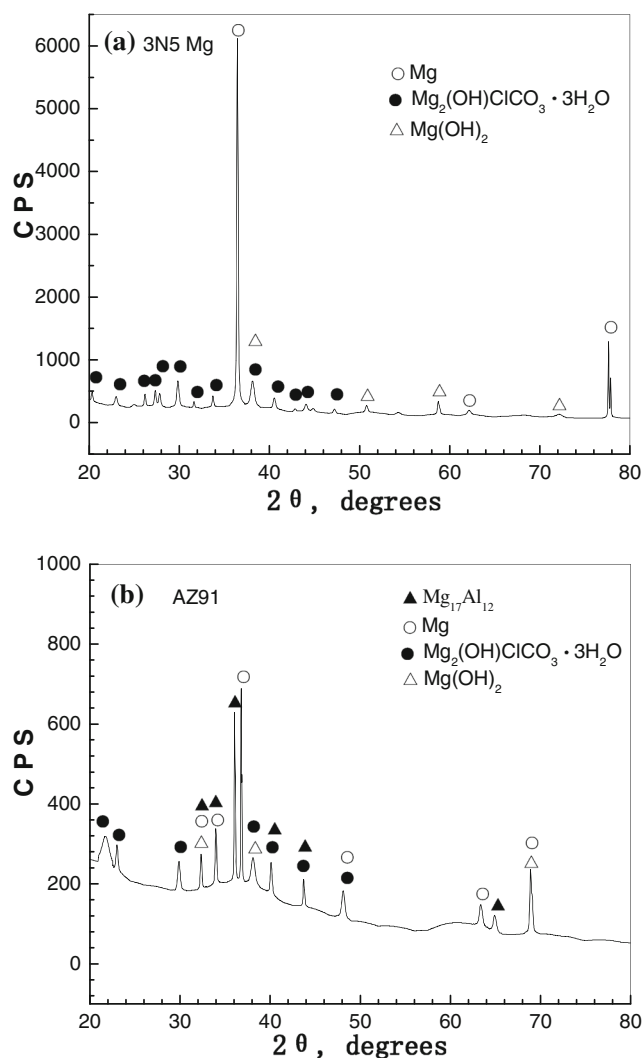 (a) 3N5 Mg
○ Mg
● Mg₂(OH)ClCO₃·3H₂O
△ Mg(OH)₂
CPS
6000
5000
4000
3000
2000
1000
0
20 30 40 50 60 70 80
2θ, degrees
(b) AZ91
▲ Mg₁₇Al₁₂
○ Mg
● Mg₂(OH)ClCO₃·3H₂O
△ Mg(OH)₂
CPS
1000
800
600
400
200
0
20 30 40 50 60 70 80
2θ, degrees